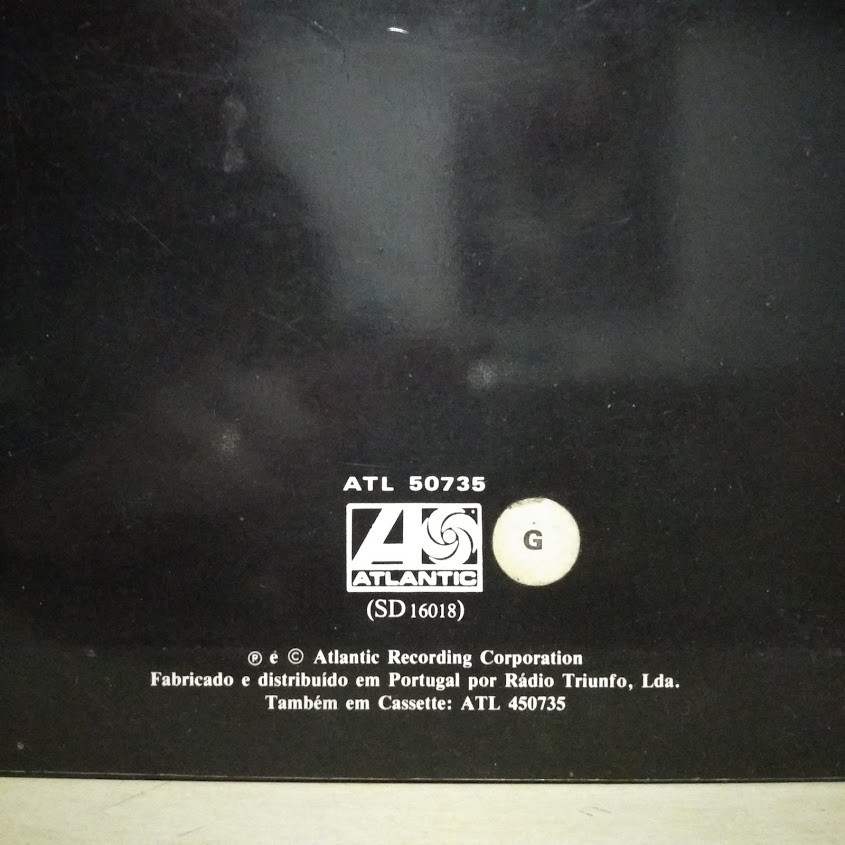 ATL 50735
ATLANTIC
G
(SD 16018)
℗ é © Atlantic Recording Corporation
Fabricado e distribuído em Portugal por Rádio Triunfo, Lda.
Também em Cassette: ATL 450735